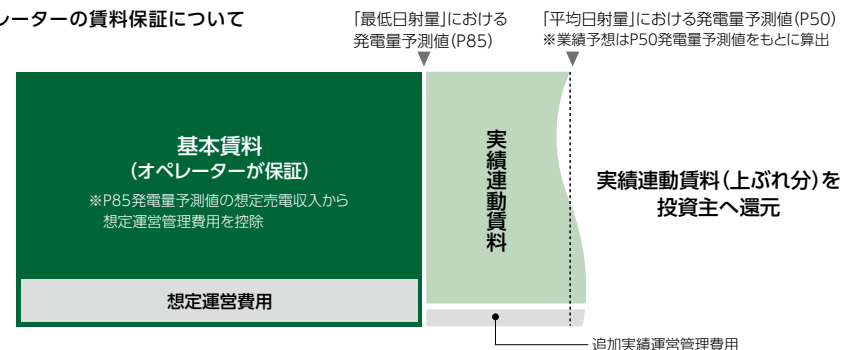 レーターの賃料保証について
「最低日射量」における
発電量予測値(P85)
「平均日射量」における発電量予測値(P50)
※業績予想はP50発電量予測値をもとに算出
基本賃料
(オペレーターが保証)
※P85発電量予測値の想定売電収入から
想定運営管理費用を控除
想定運営費用
実績連動賃料
実績連動賃料(上ぶれ分)を
投資主へ還元
追加実績運営管理費用